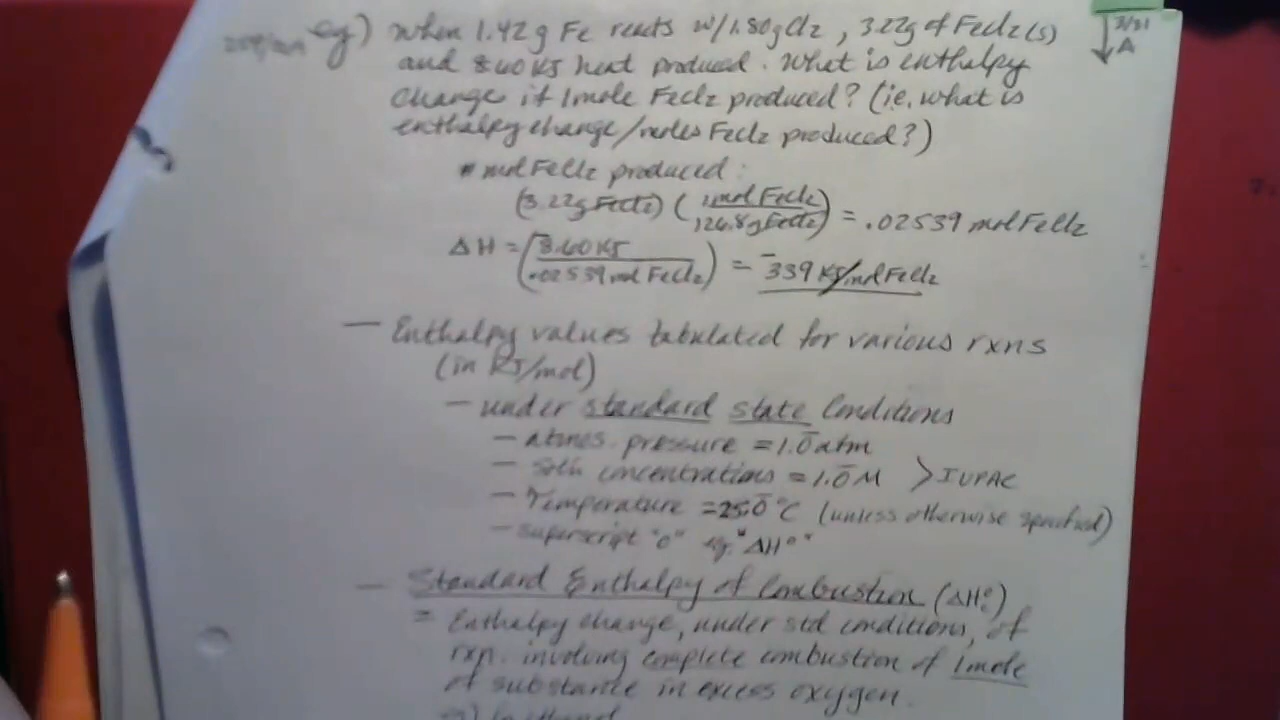 3/31
A
eg) When 1.42g Fe reacts w/1.80g Cl2, 3.22g of FeCl2(s)
and 8.60 KJ heat produced. What is enthalpy
change if 1mole FeCl2 produced? (ie. what is
enthalpy change/moles FeCl2 produced?)
# mol FeCl2 produced:
(3.22g FeCl2) (1mol FeCl2/126.8g FeCl2) = .02539 mol FeCl2
ΔH = (-8.60 KJ/.02539 mol FeCl2) = -339 KJ/mol FeCl2
— Enthalpy values tabulated for various rxns
(in KJ/mol)
— under standard state conditions
— atmos. pressure = 1.0 atm
— soln concentrations = 1.0 M > IUPAC
— Temperature = 25.0 °C (unless otherwise specified)
— superscript "o" eg. "ΔH°"
— Standard Enthalpy of Combustion (ΔH°c)
= Enthalpy change, under std conditions, of
rxn. involving complete combustion of 1mole
of substance in excess oxygen.